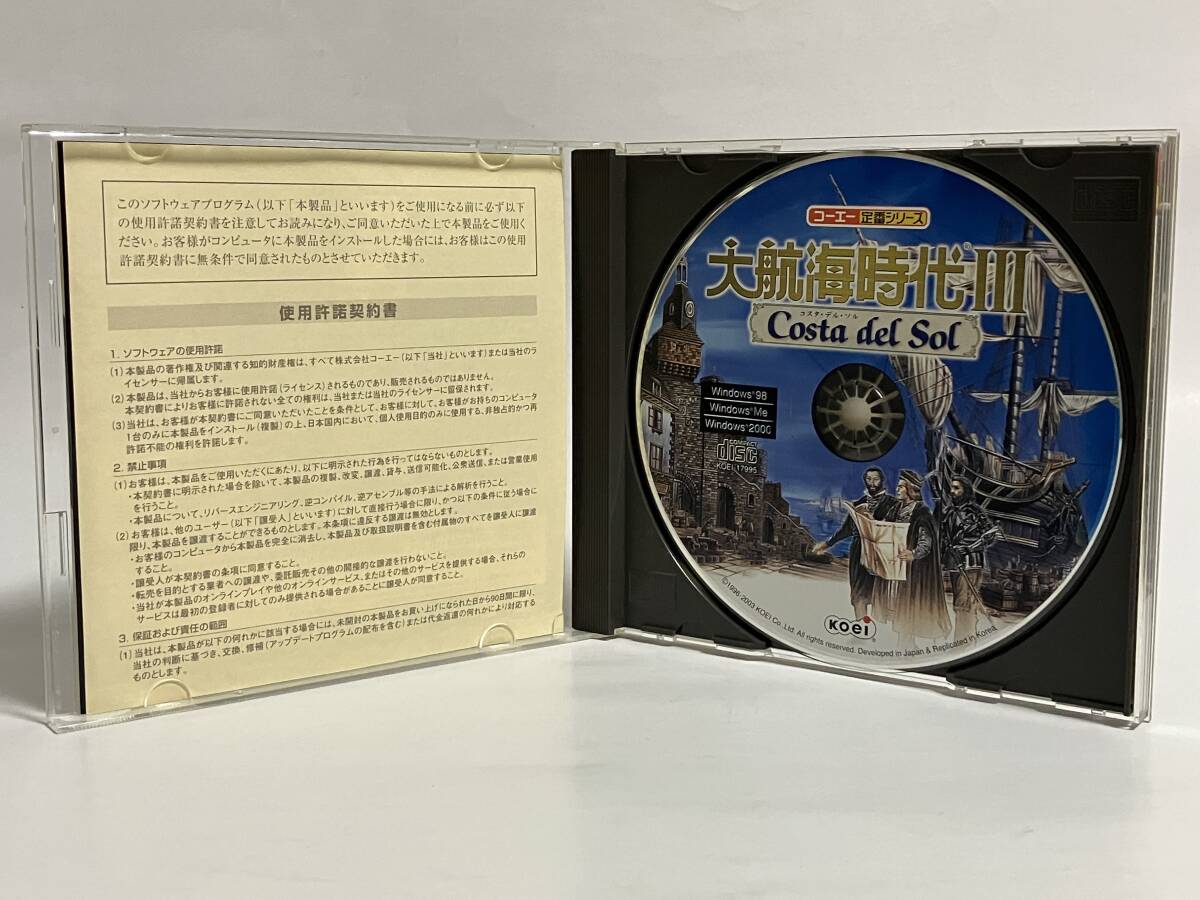 このソフトウェアプログラム(以下「本製品」といいます)をご使用になる前に必ず以下
の使用許諾契約書を注意してお読みになり、ご同意いただいた上で本製品をご使用く
ださい。お客様がコンピュータに本製品をインストールした場合には、お客様はこの使用
許諾契約書に無条件で同意されたものとさせていただきます。
使用許諾契約書
1. ソフトウェアの使用許諾
(1)本製品の著作権及び関連する知的財産権は、すべて株式会社コーエー(以下「当社」といいます)または当社のラ
イセンサーに帰属します。
(2)本製品は、当社からお客様に使用許諾(ライセンス)されるものであり、販売されるものではありません。
本契約書によりお客様に許諾されない全ての権利は、当社または当社のライセンサーに留保されます。
(3)当社は、お客様が本契約書にご同意いただいたことを条件として、お客様に対して、お客様がお持ちのコンピュータ
1台のみに本製品をインストール(複製)の上、日本国内において、個人使用目的のみに使用する、非独占的かつ再
許諾不能の権利を許諾します。
2. 禁止事項
(1)お客様は、本製品をご使用いただくにあたり、以下に明示された行為を行ってはならないものとします。
・本契約書に明示された場合を除いて、本製品の複製、改変、譲渡、貸与、送信可能化、公衆送信、または営業使用
を行うこと。
・本製品について、リバースエンジニアリング、逆コンパイル、逆アセンブル等の手法による解析を行うこと。
(2)お客様は、他のユーザー(以下「譲受人」といいます)に対して直接行う場合に限り、かつ以下の条件に従う場合に
限り、本製品を譲渡することができるものとします。本条項に違反する譲渡は無効とします。
・お客様のコンピュータから本製品を完全に消去し、本製品及び取扱説明書を含む付属物のすべてを譲受人に譲渡
すること。
・譲受人が本契約書の条項に同意すること。
・転売を目的とする業者への譲渡や、委託販売その他の間接的な譲渡を行わないこと。
・当社が本製品のオンラインプレイや他のオンラインサービス、またはその他のサービスを提供する場合、それらの
サービスは最初の登録者に対してのみ提供される場合があることに譲受人が同意すること。
3. 保証および責任の範囲
(1)当社は、本製品が以下の何れかに該当する場合には、未開封の本製品をお買い上げになられた日から90日間に限り、
当社の判断に基づき、交換、修補(アップデートプログラムの配布を含む)または代金返還の何れかにより対応する
ものとします。
コーエー 定番シリーズ
大航海時代III
コスタ・デル・ソル
Costa del Sol
Windows®98
Windows®Me
Windows®2000
COMPACT
disc
KOEI 17995
KOEI
©1996-2003 KOEI Co. Ltd. All rights reserved. Developed in Japan & Replicated in Korea